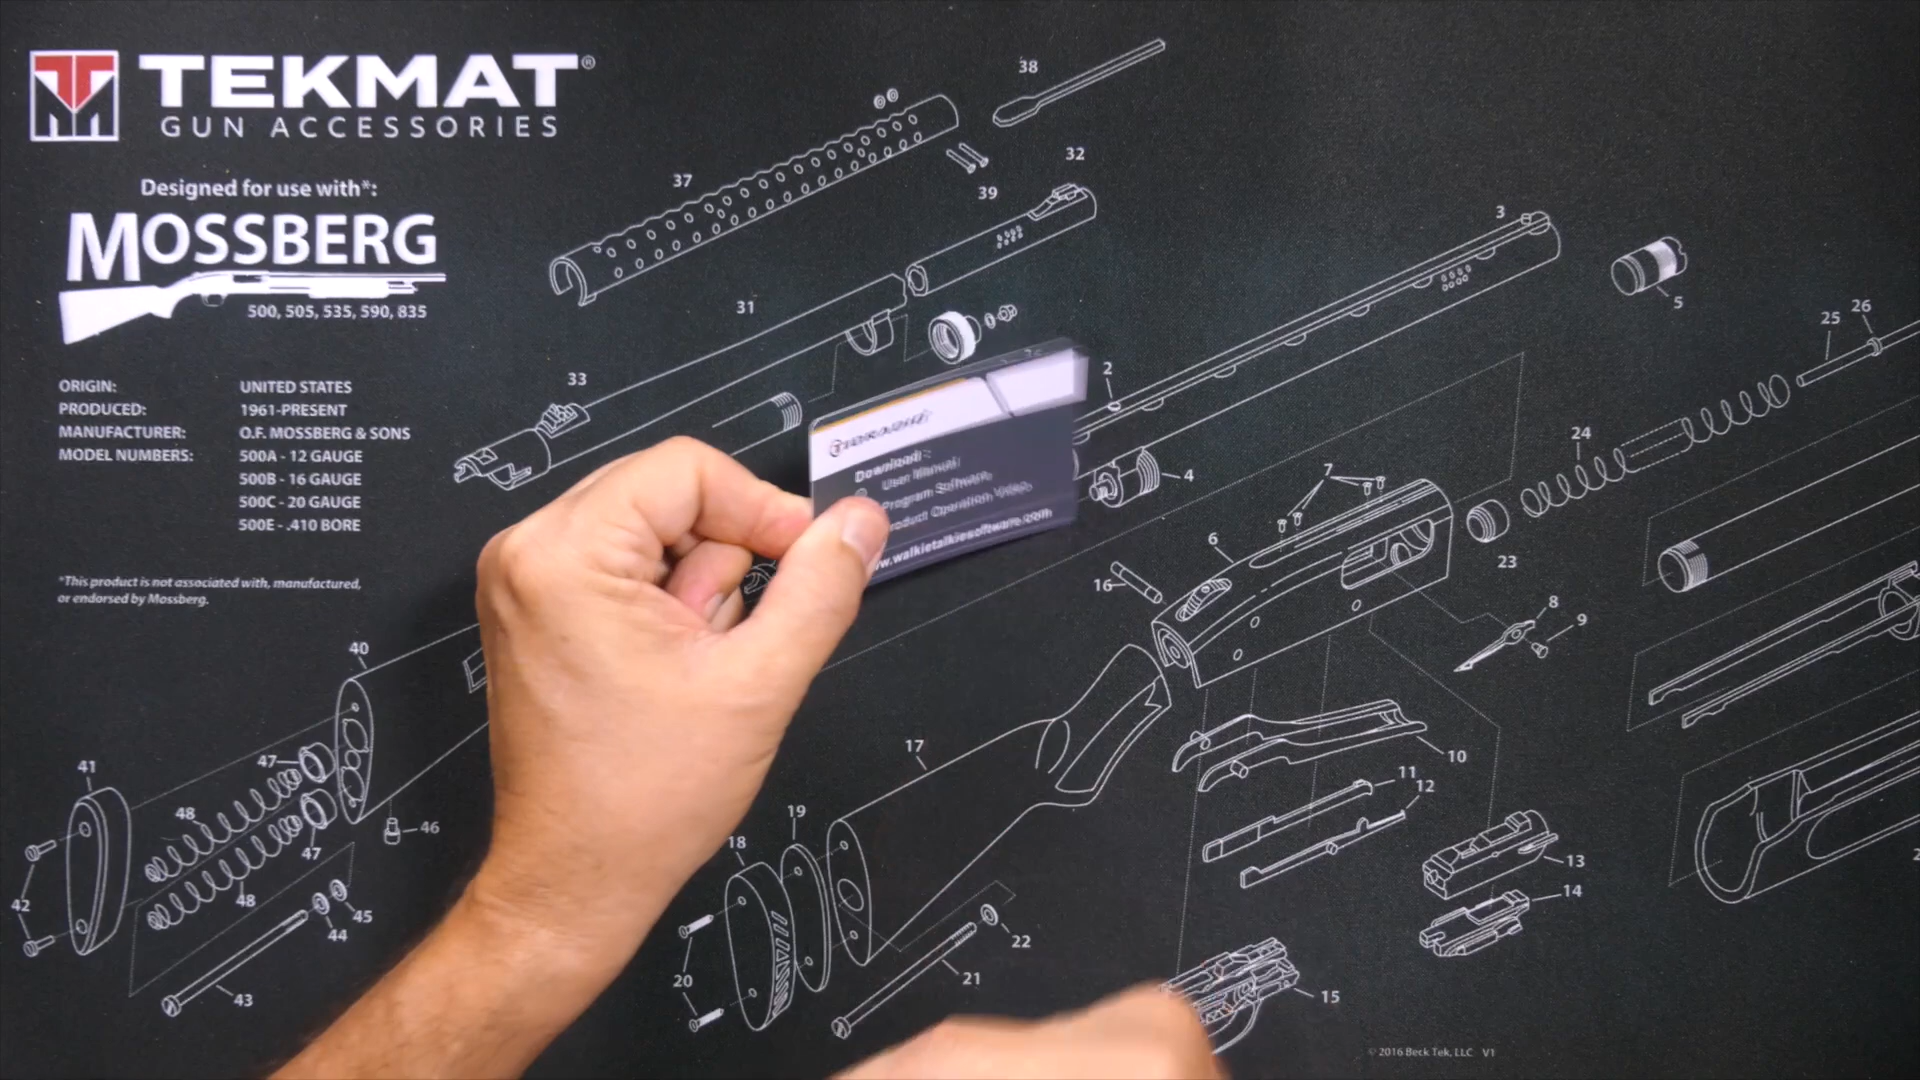 TEKMAT®
GUN ACCESSORIES
Designed for use with*:
MOSSBERG
500, 505, 535, 590, 835
ORIGIN: UNITED STATES
PRODUCED: 1961-PRESENT
MANUFACTURER: O.F. MOSSBERG & SONS
MODEL NUMBERS: 500A - 12 GAUGE
500B - 16 GAUGE
500C - 20 GAUGE
500E - .410 BORE
*This product is not associated with, manufactured,
or endorsed by Mossberg.
Download:
User Manual
Program Software
Product Operation Video
www.walkietalkiesoftware.com
38
37
32
39
3
31
5
26
25
33
2
24
4
7
6
23
16
8
9
40
17
10
41
47
11
12
48
19
46
18
47
13
48
14
42
45
44
22
20
21
43
15
© 2016 Beck Tek, LLC V1